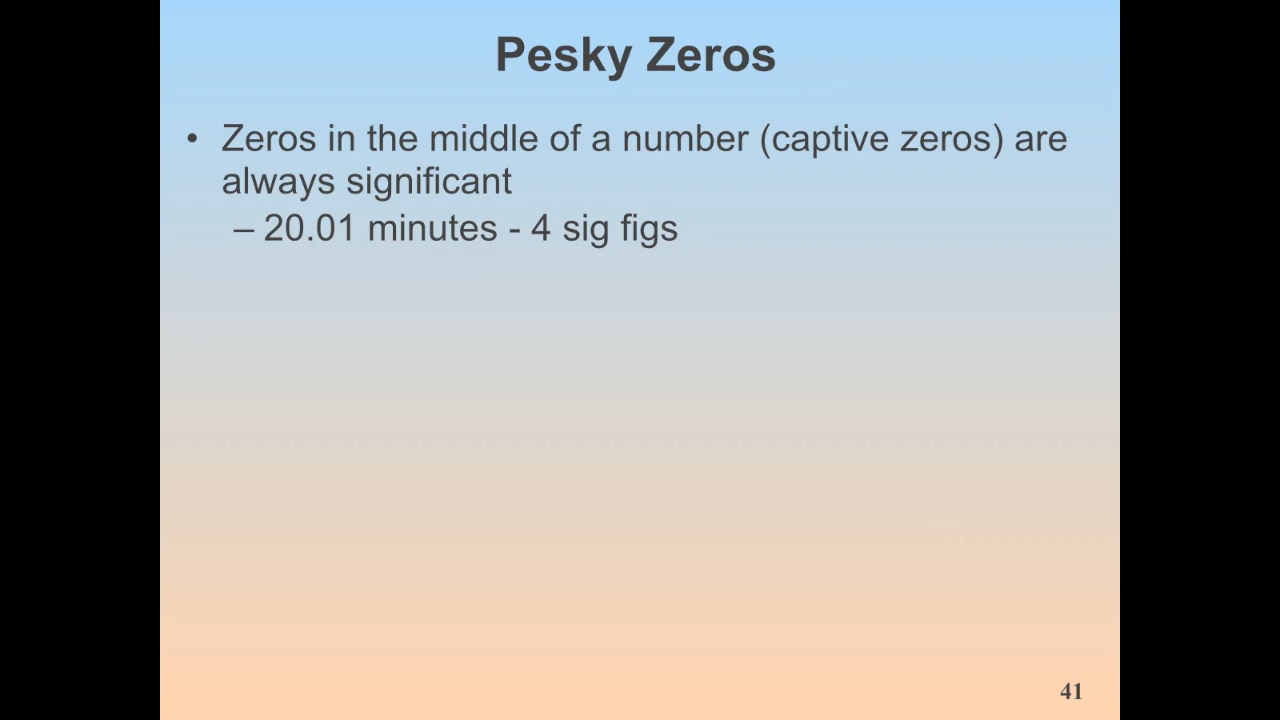 Pesky Zeros
• Zeros in the middle of a number (captive zeros) are
always significant
– 20.01 minutes - 4 sig figs
41